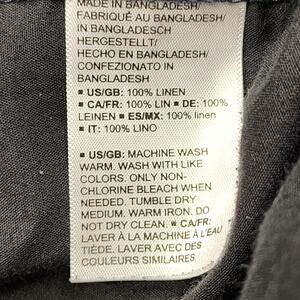 MADE IN BANGLADESH/
FABRIQUÉ AU BANGLADESH/
IN BANGLADESCH
HERGESTELLT/
HECHO EN BANGLADESH/
CONFEZIONATO IN
BANGLADESH
▪ US/GB: 100% LINEN
▪ CA/FR: 100% LIN ▪ DE: 100%
LEINEN ▪ ES/MX: 100% linen
▪ IT: 100% LINO
▪ US/GB: MACHINE WASH
WARM. WASH WITH LIKE
COLORS. ONLY NON-
CHLORINE BLEACH WHEN
NEEDED. TUMBLE DRY
MEDIUM. WARM IRON. DO
NOT DRY CLEAN. ▪ CA/FR:
LAVER À LA MACHINE À L'EAU
TIÈDE. LAVER AVEC DES
COULEURS SIMILAIRES.